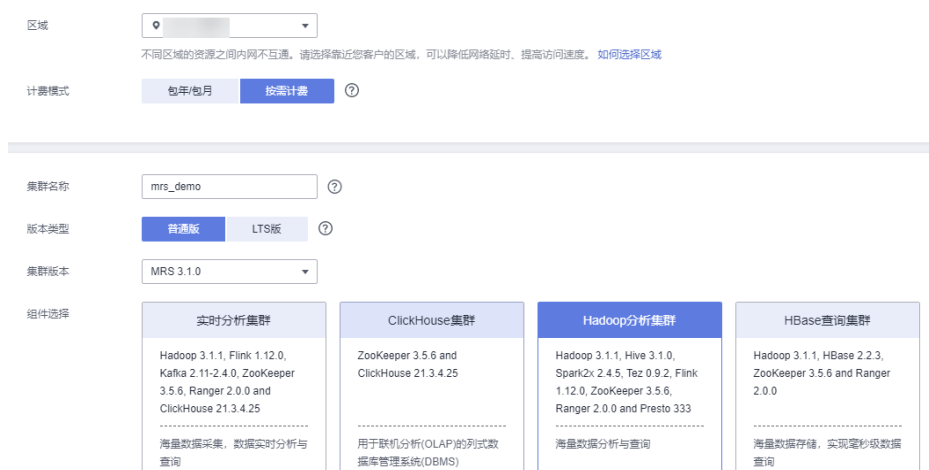 区域
不同区域的资源之间内网不互通。请选择靠近您客户的区域，可以降低网络延时、提高访问速度。 如何选择区域
计费模式 包年/包月 按需计费 ?
集群名称 mrs_demo ?
版本类型 普通版 LTS版 ?
集群版本 MRS 3.1.0
组件选择
实时分析集群
Hadoop 3.1.1, Flink 1.12.0,
Kafka 2.11-2.4.0, ZooKeeper
3.5.6, Ranger 2.0.0 and
ClickHouse 21.3.4.25
海量数据采集，数据实时分析与
查询
ClickHouse集群
ZooKeeper 3.5.6 and
ClickHouse 21.3.4.25
用于联机分析(OLAP)的列式数
据库管理系统(DBMS)
Hadoop分析集群
Hadoop 3.1.1, Hive 3.1.0,
Spark2x 2.4.5, Tez 0.9.2, Flink
1.12.0, ZooKeeper 3.5.6,
Ranger 2.0.0 and Presto 333
海量数据分析与查询
HBase查询集群
Hadoop 3.1.1, HBase 2.2.3,
ZooKeeper 3.5.6 and Ranger
2.0.0
海量数据存储，实现毫秒级数据
查询